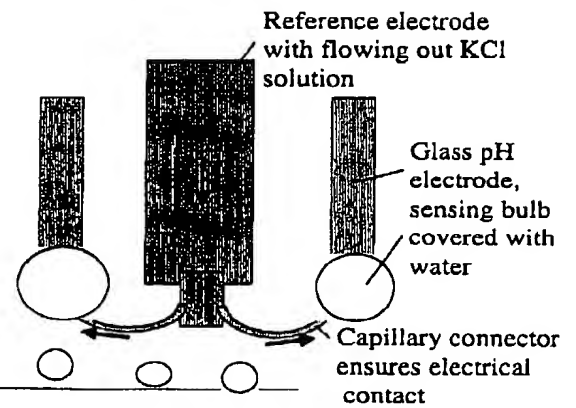 Reference electrode
with flowing out KCl
solution
Glass pH
electrode,
sensing bulb
covered with
water
Capillary connector
ensures electrical
contact